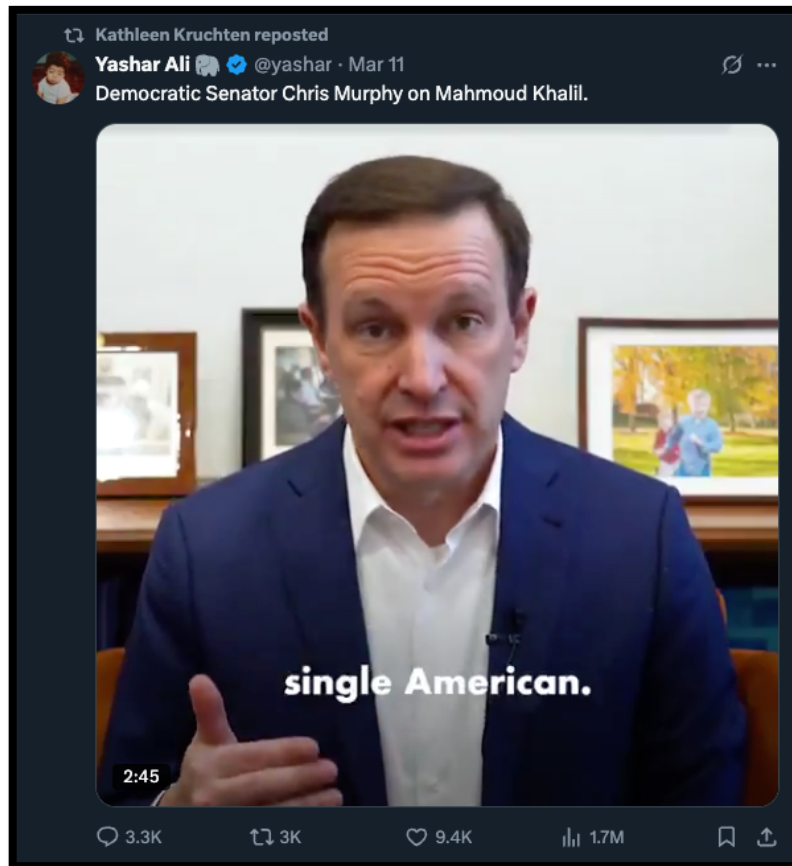 Kathleen Kruchten reposted
Yashar Ali 🐘 @yashar · Mar 11
Democratic Senator Chris Murphy on Mahmoud Khalil.
single American.
2:45
3.3K 3K 9.4K 1.7M